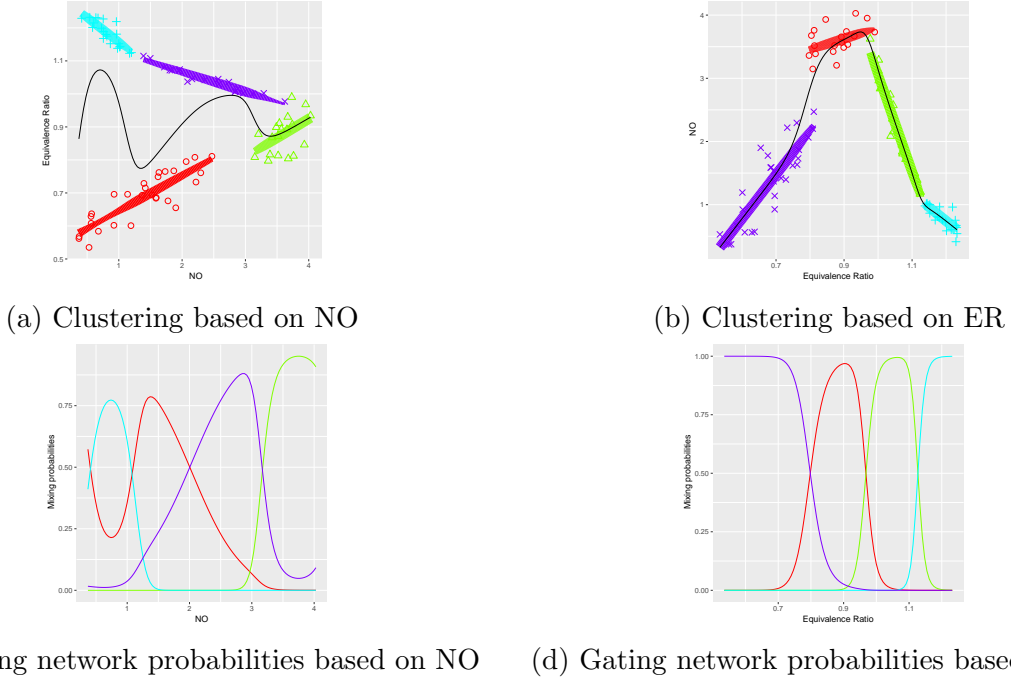 1.1
0.9
0.7
0.5
Equivalence Ratio
1
2
3
4
NO
4
3
2
1
NO
0.7
0.9
1.1
Equivalence Ratio
(a) Clustering based on NO
(b) Clustering based on ER
0.75
0.50
0.25
0.00
Mixing probabilities
1
2
3
4
NO
1.00
0.75
0.50
0.25
0.00
Mixing probabilities
0.7
0.9
1.1
Equivalence Ratio
ng network probabilities based on NO
(d) Gating network probabilities based